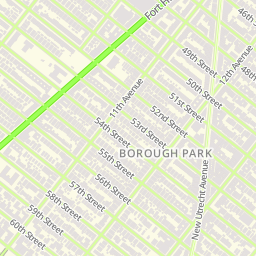 46th Street
Fort H
48th
49th Street
12th Avenue
50th Street
11th Avenue
51st Street
52nd Street
53rd Street
54th Street
BOROUGH PARK
55th Street
56th Street
57th Street
New Utrecht Avenue
58th Street
59th Street
60th Street